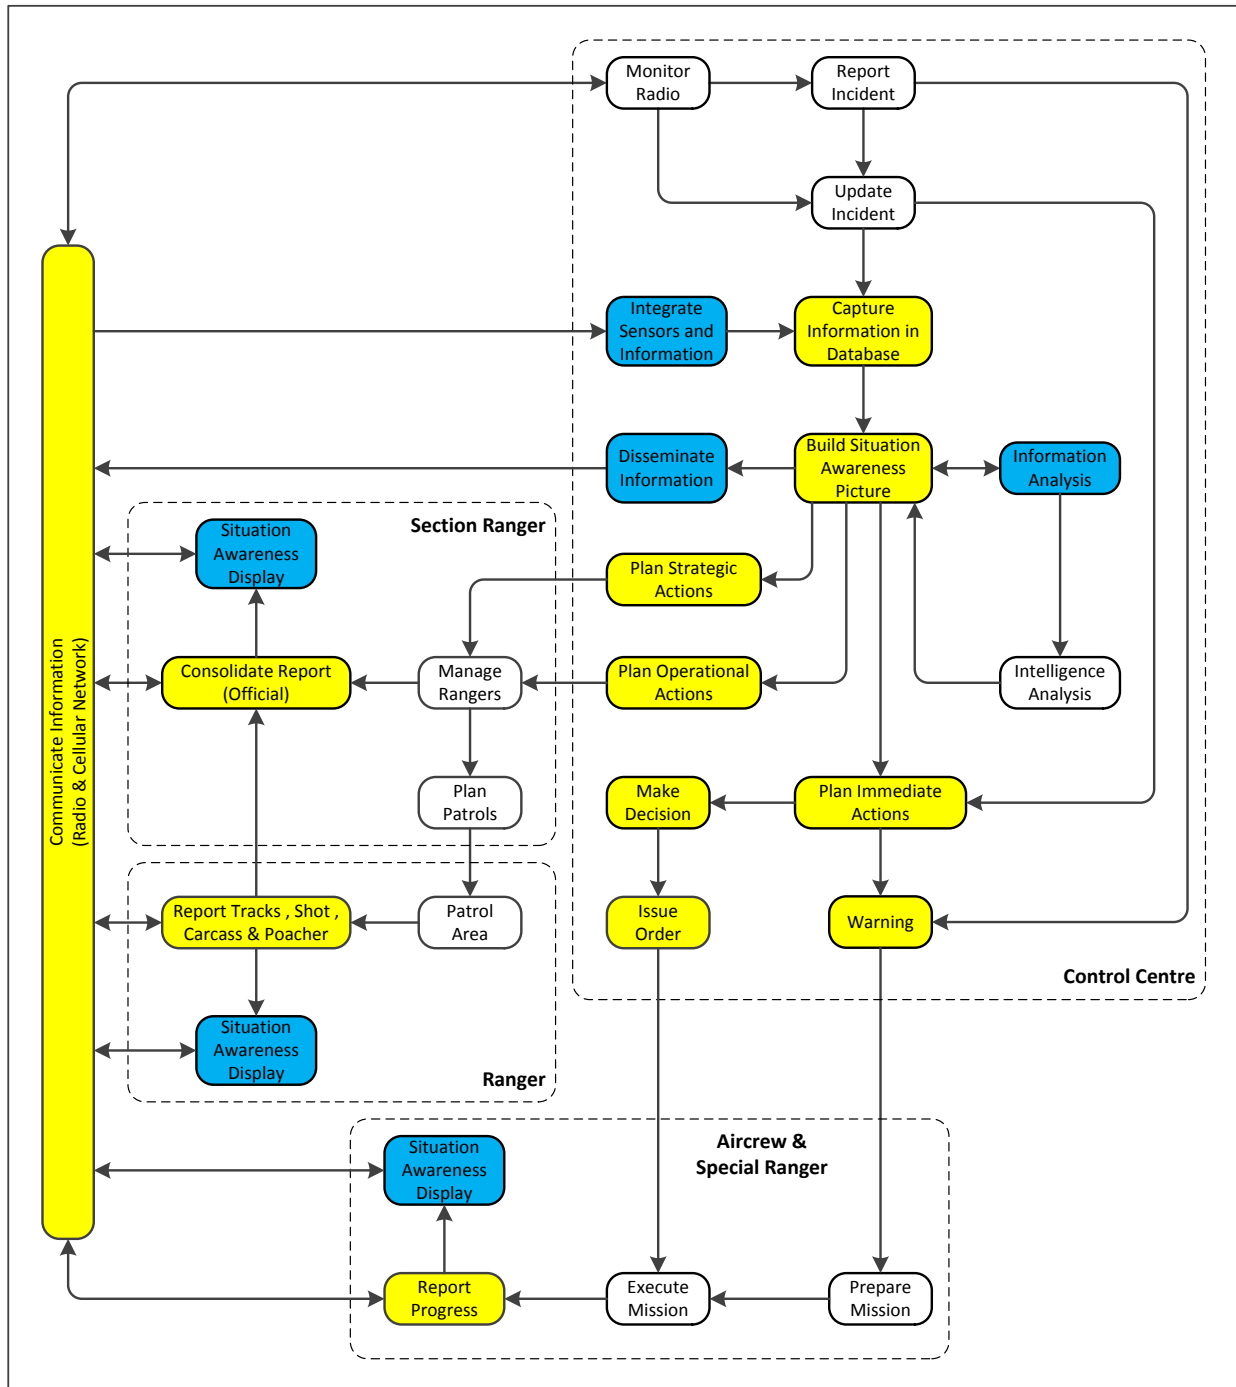 Monitor
Radio
Report
Incident
Update
Incident
Integrate
Sensors and
Information
Capture
Information in
Database
Disseminate
Information
Build Situation
Awareness
Picture
Information
Analysis
Section Ranger
Situation
Awareness
Display
Plan Strategic
Actions
Communicate Information
(Radio & Cellular Network)
Consolidate Report
(Official)
Manage
Rangers
Plan Operational
Actions
Intelligence
Analysis
Plan
Patrols
Make
Decision
Plan Immediate
Actions
Report Tracks , Shot ,
Carcass & Poacher
Patrol
Area
Issue
Order
Warning
Control Centre
Situation
Awareness
Display
Ranger
Situation
Awareness
Display
Aircrew &
Special Ranger
Report
Progress
Execute
Mission
Prepare
Mission